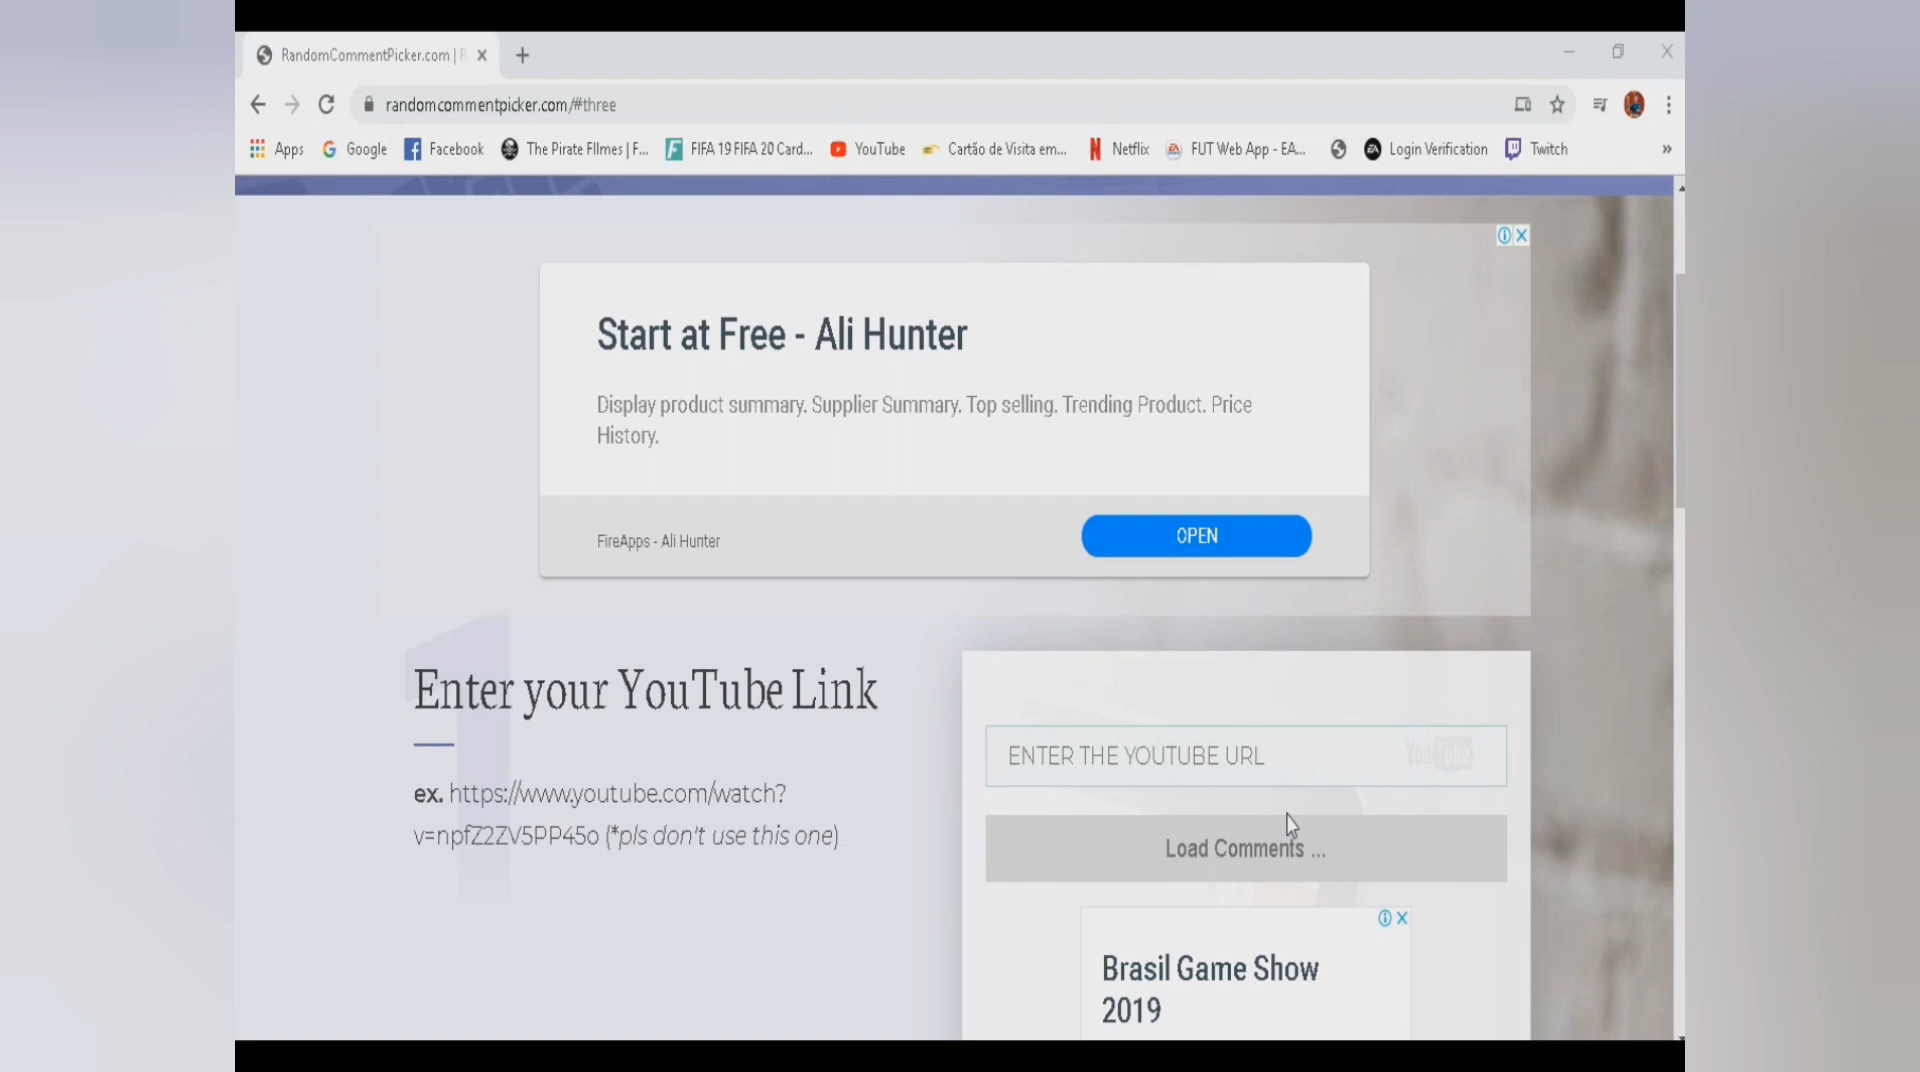 RandomCommentPicker.com | R
randomcommentpicker.com/#three
Apps Google Facebook The Pirate FIlmes | F... FIFA 19 FIFA 20 Card... YouTube Cartão de Visita em... Netflix FUT Web App - EA... Login Verification Twitch »
Start at Free - Ali Hunter
Display product summary. Supplier Summary. Top selling. Trending Product. Price
History.
FireApps - Ali Hunter
OPEN
Enter your YouTube Link
1
ex. https://www.youtube.com/watch?
v=npfZ2ZV5PP45o (*pls don't use this one)
ENTER THE YOUTUBE URL
YouTube
Load Comments ...
Brasil Game Show
2019